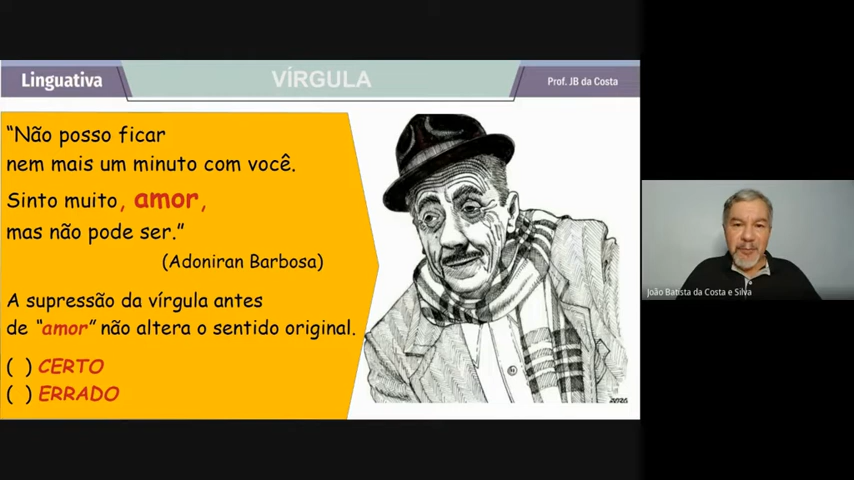 Linguativa
VÍRGULA
Prof. JB da Costa
“Não posso ficar
nem mais um minuto com você.
Sinto muito, amor,
mas não pode ser.”
(Adoniran Barbosa)
A supressão da vírgula antes
de “amor” não altera o sentido original.
( ) CERTO
( ) ERRADO
João Batista da Costa e Silva